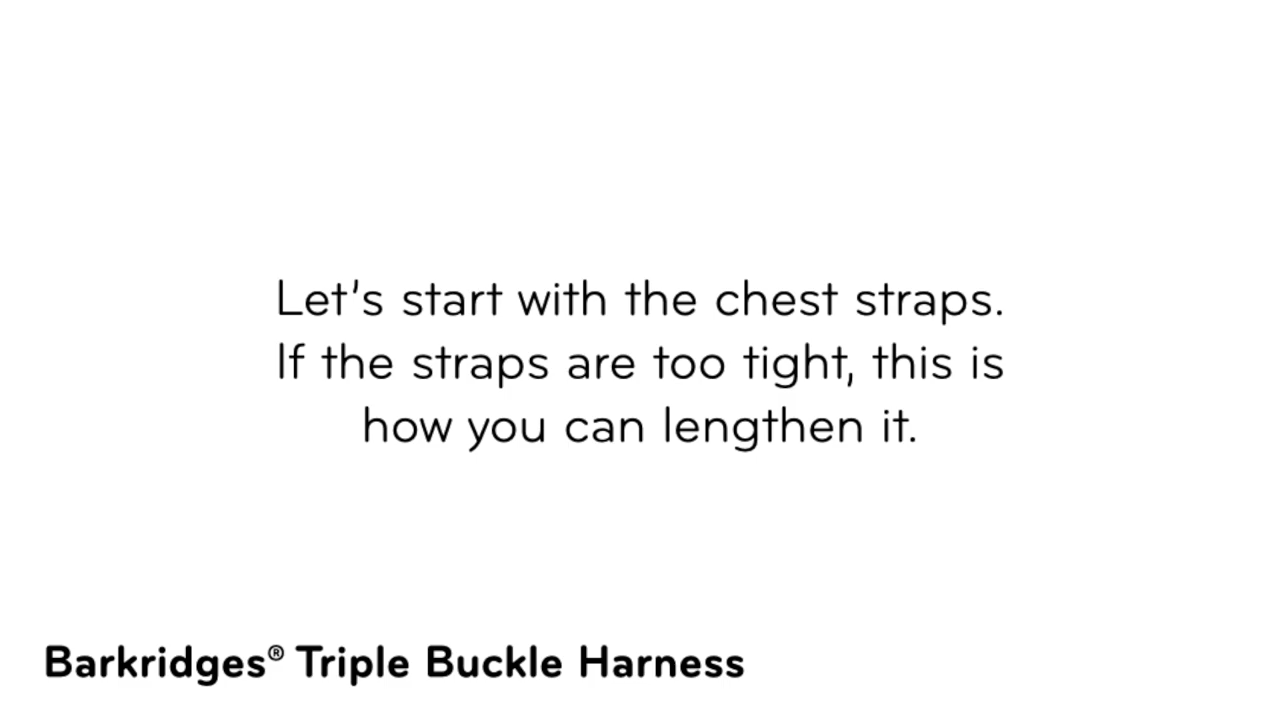 Let's start with the chest straps.
If the straps are too tight, this is
how you can lengthen it.
Barkridges® Triple Buckle Harness